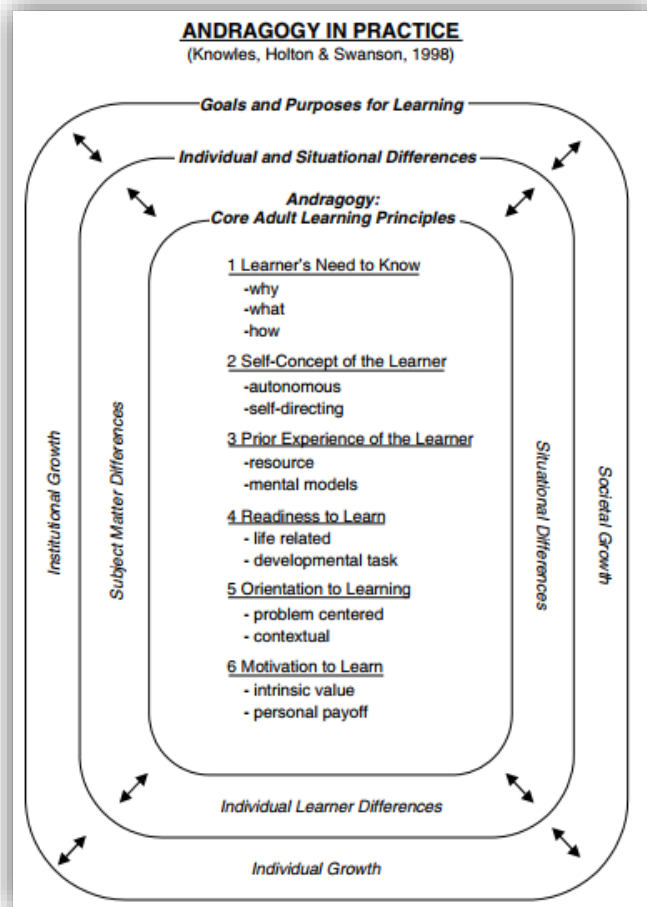 ANDRAGOGY IN PRACTICE
(Knowles, Holton & Swanson, 1998)
Goals and Purposes for Learning
Individual and Situational Differences
Andragogy:
Core Adult Learning Principles
1 Learner's Need to Know
-why
-what
-how
2 Self-Concept of the Learner
-autonomous
-self-directing
3 Prior Experience of the Learner
-resource
-mental models
4 Readiness to Learn
- life related
- developmental task
5 Orientation to Learning
- problem centered
- contextual
6 Motivation to Learn
- intrinsic value
- personal payoff
Institutional Growth
Subject Matter Differences
Situational Differences
Societal Growth
Individual Learner Differences
Individual Growth